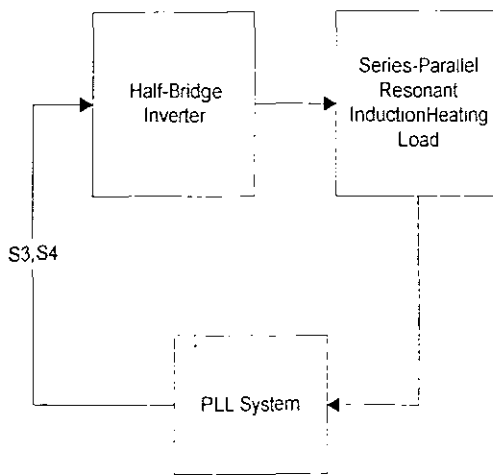 Half-Bridge
Inverter
Series-Parallel
Resonant
InductionHeating
Load
S3,S4
PLL System